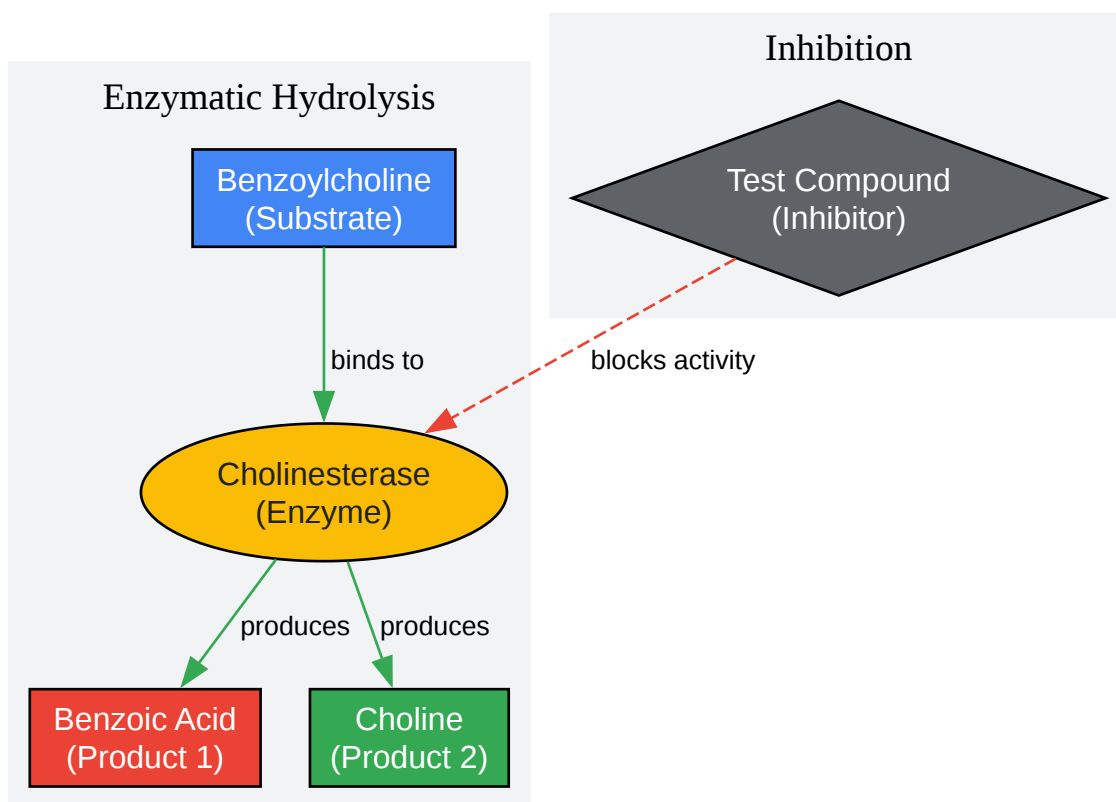 Inhibition
Enzymatic Hydrolysis
Benzoylcholine
(Substrate)
Test Compound
(Inhibitor)
binds to
blocks activity
Cholinesterase
(Enzyme)
produces
produces
Benzoic Acid
(Product 1)
Choline
(Product 2)